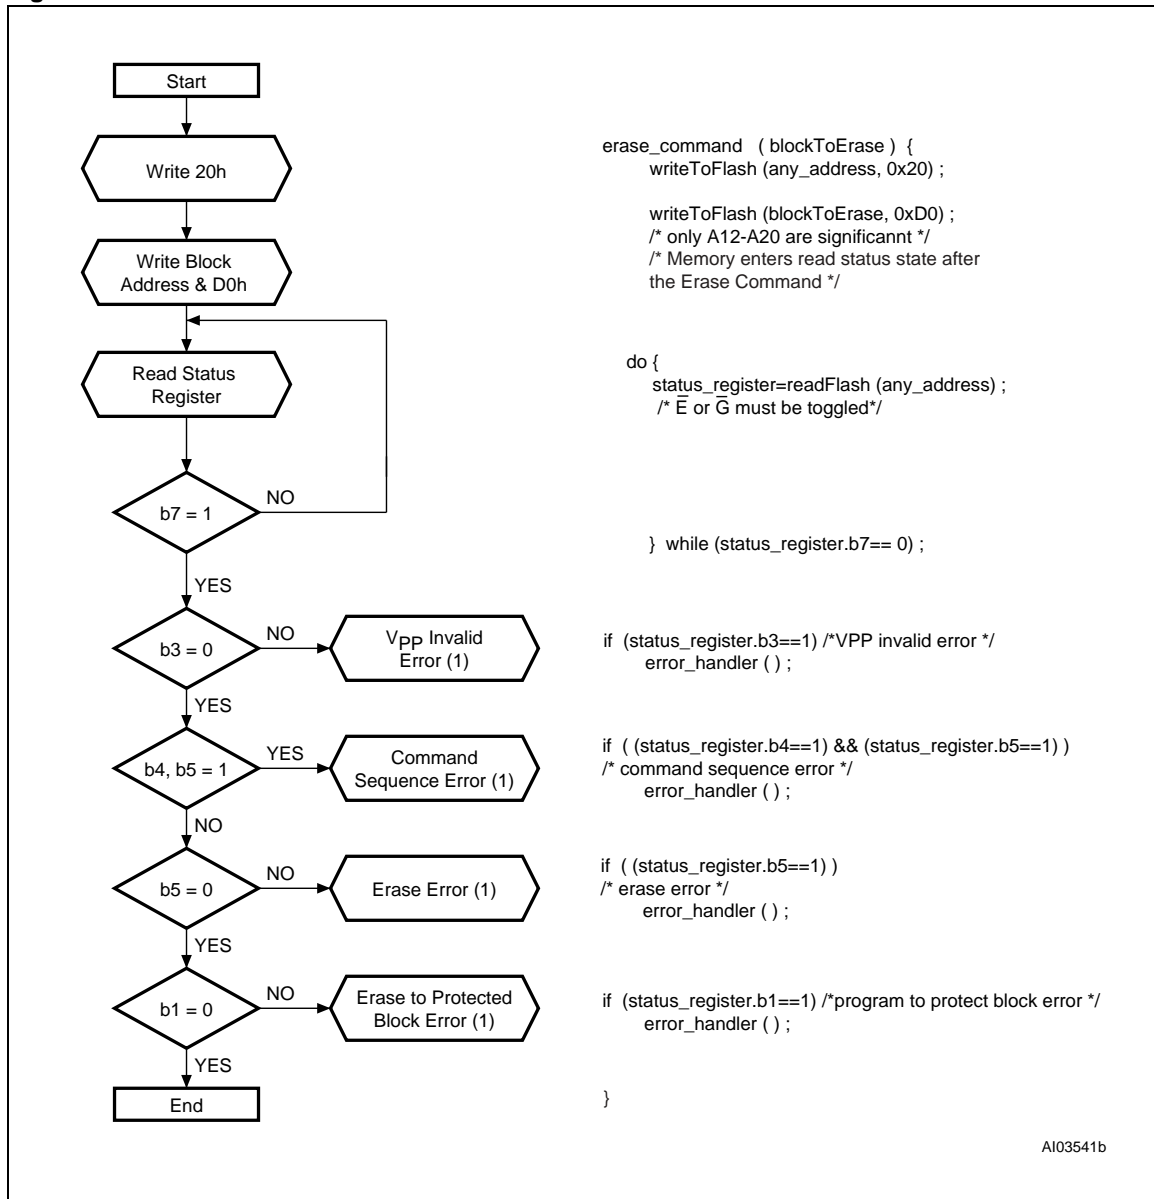 Start
Write 20h
Write Block
Address & D0h
Read Status
Register
b7 = 1
NO
YES
b3 = 0
NO
VPP Invalid
Error (1)
YES
b4, b5 = 1
YES
Command
Sequence Error (1)
NO
b5 = 0
NO
Erase Error (1)
YES
b1 = 0
NO
Erase to Protected
Block Error (1)
YES
End
erase_command ( blockToErase ) {
writeToFlash (any_address, 0x20) ;
writeToFlash (blockToErase, 0xD0) ;
/* only A12-A20 are significannt */
/* Memory enters read status state after
the Erase Command */
do {
status_register=readFlash (any_address) ;
/* E̅ or G̅ must be toggled*/
} while (status_register.b7== 0) ;
if (status_register.b3==1) /*VPP invalid error */
error_handler ( ) ;
if ( (status_register.b4==1) && (status_register.b5==1) )
/* command sequence error */
error_handler ( ) ;
if ( (status_register.b5==1) )
/* erase error */
error_handler ( ) ;
if (status_register.b1==1) /*program to protect block error */
error_handler ( ) ;
}
AI03541b